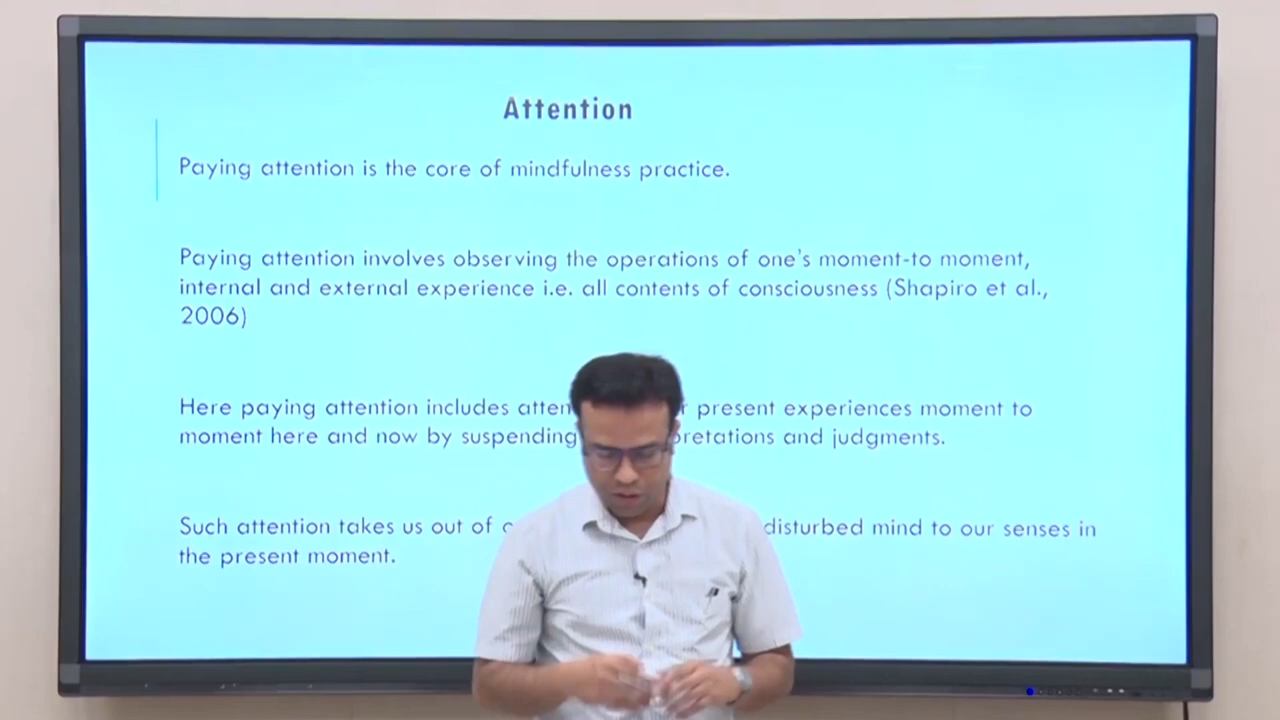 Attention
Paying attention is the core of mindfulness practice.
Paying attention involves observing the operations of one's moment-to moment,
internal and external experience i.e. all contents of consciousness (Shapiro et al.,
2006)
Here paying attention includes present experiences moment to
moment here and now by suspending and judgments.
Such attention takes us out of disturbed mind to our senses in
the present moment.